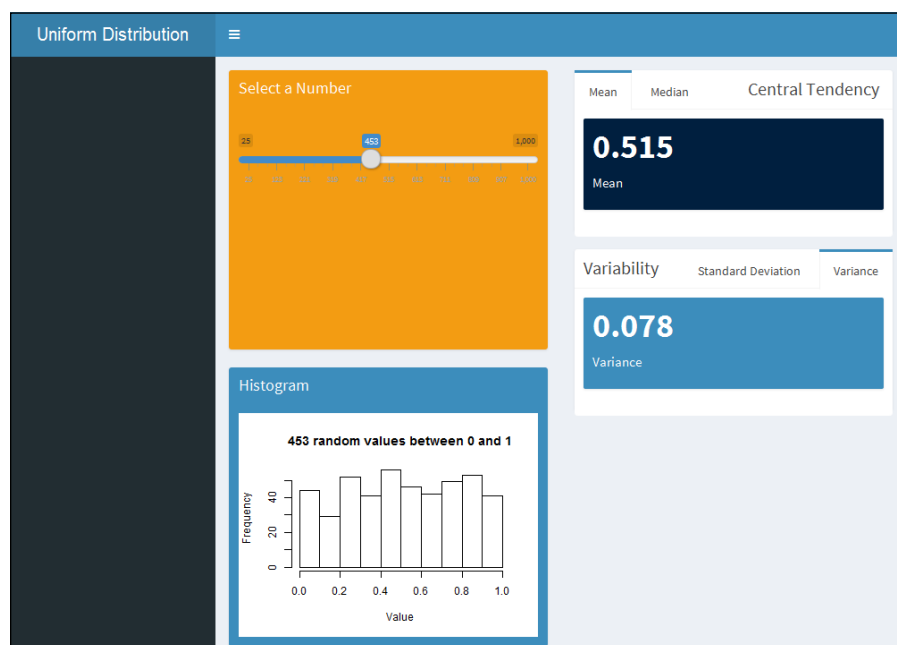 Uniform Distribution
Select a Number
25 453 1,000
Mean Median Central Tendency
0.515
Mean
Variability Standard Deviation Variance
0.078
Variance
Histogram
453 random values between 0 and 1
Frequency
0 20 40
0.0 0.2 0.4 0.6 0.8 1.0
Value